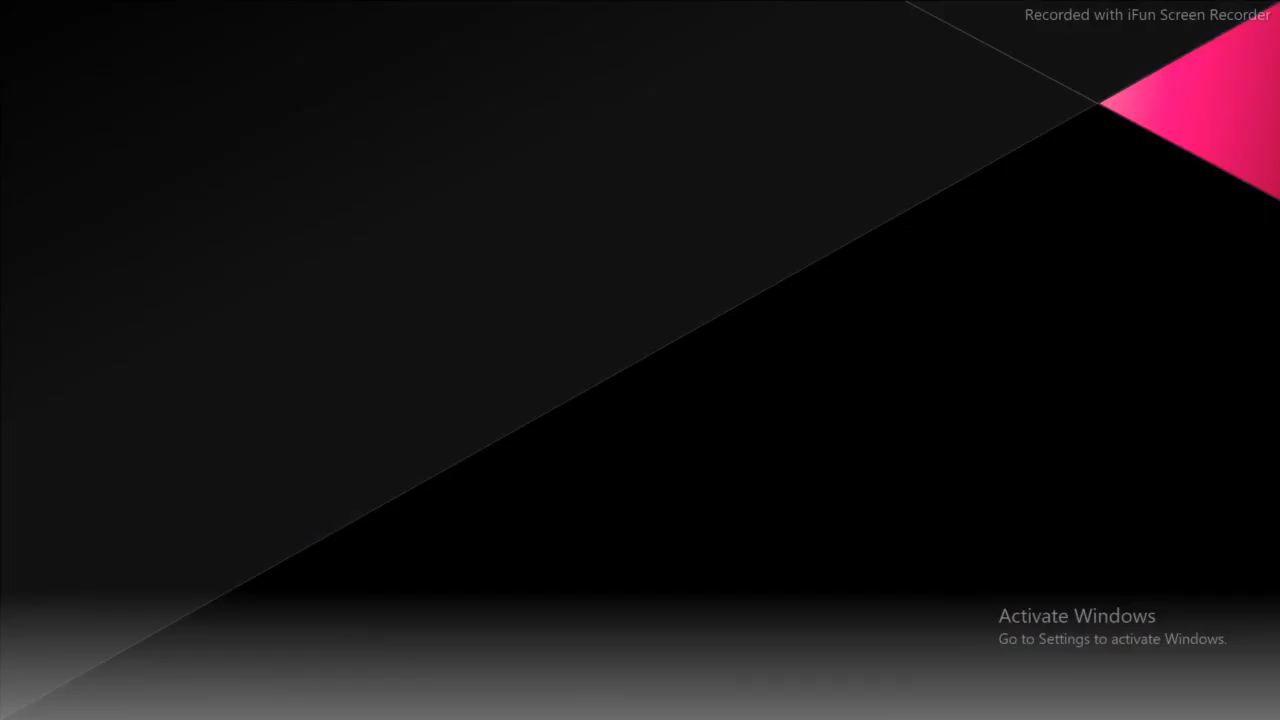 Recorded with iFun Screen Recorder
Activate Windows
Go to Settings to activate Windows.